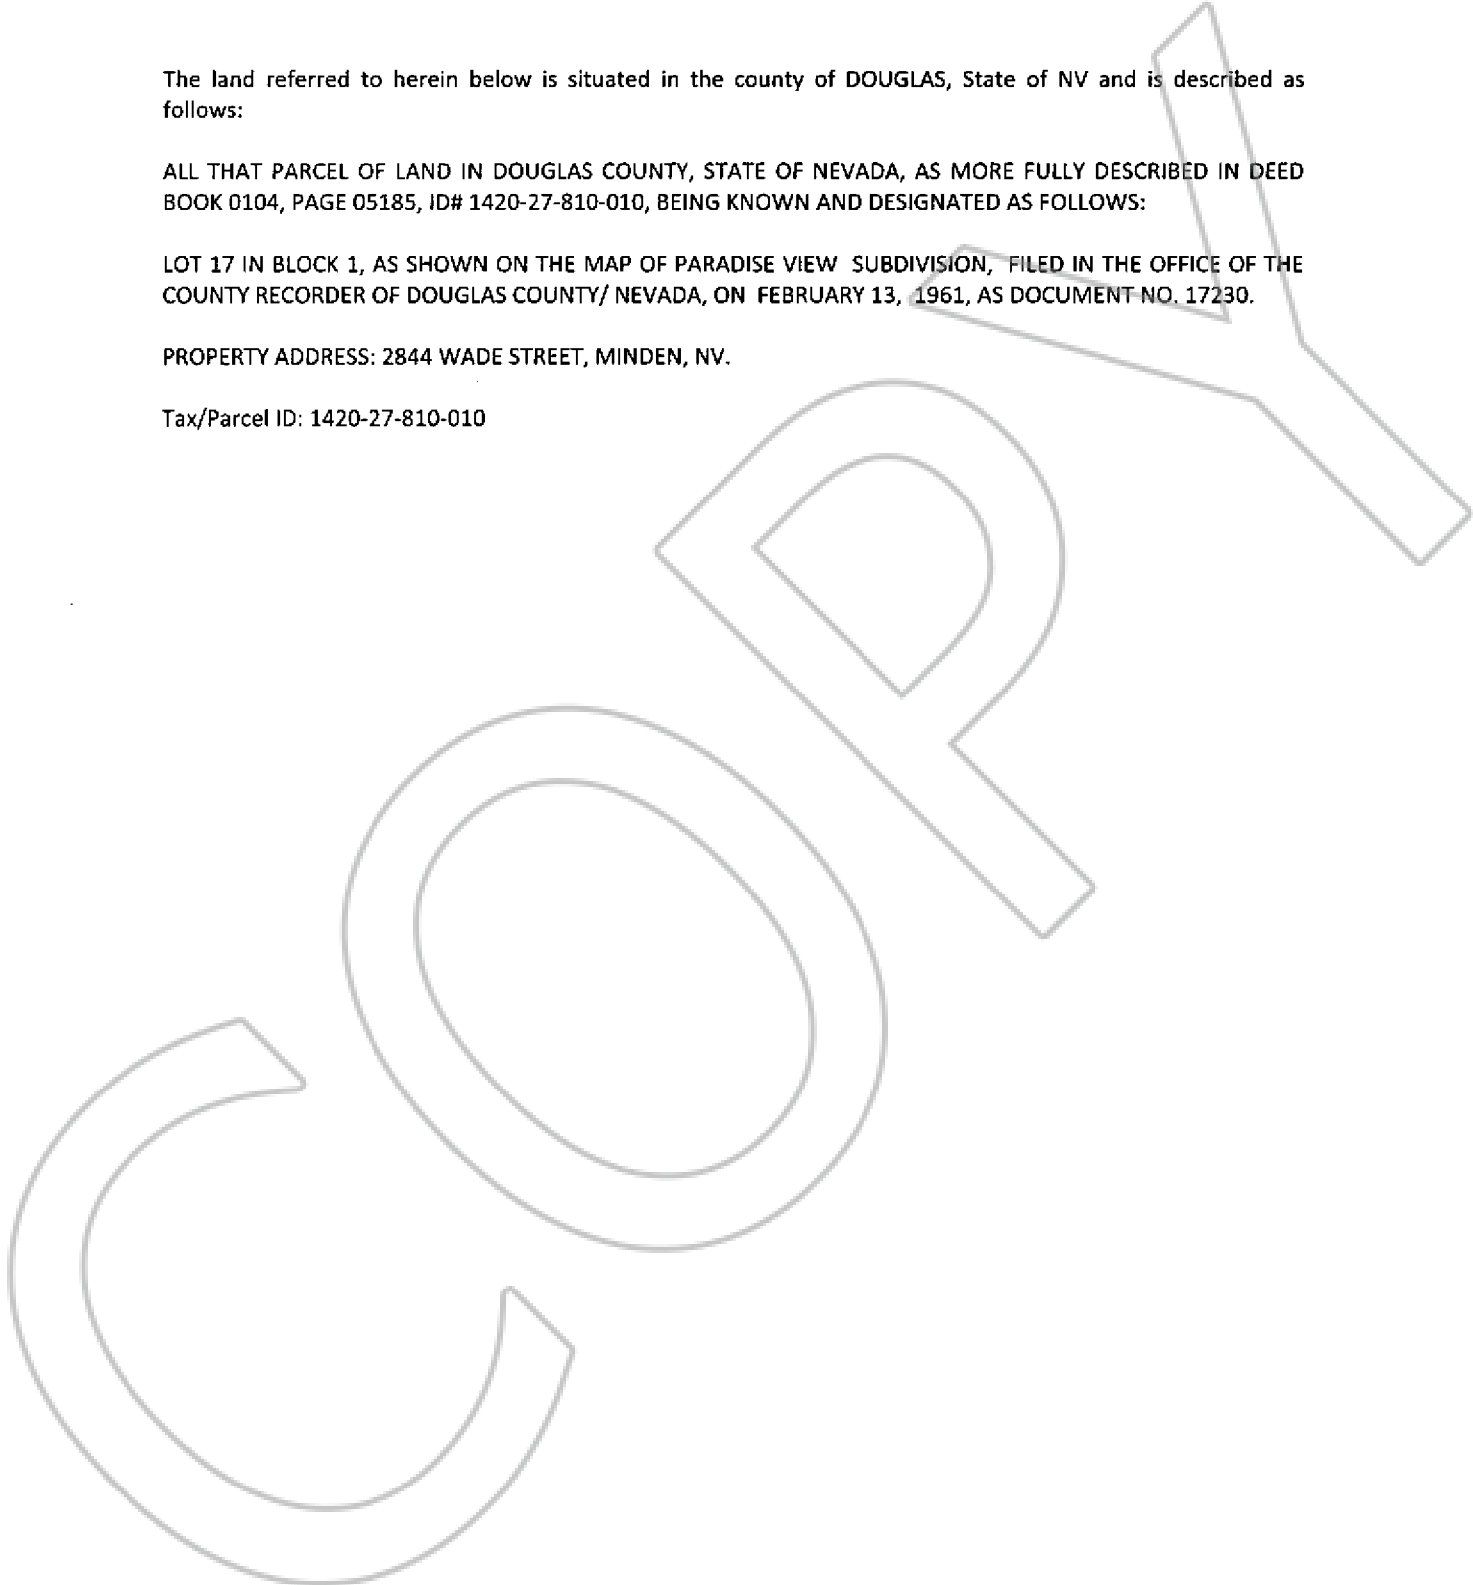 The land referred to herein below is situated in the county of DOUGLAS, State of NV and is described as
follows:
ALL THAT PARCEL OF LAND IN DOUGLAS COUNTY, STATE OF NEVADA, AS MORE FULLY DESCRIBED IN DEED
BOOK 0104, PAGE 05185, ID# 1420-27-810-010, BEING KNOWN AND DESIGNATED AS FOLLOWS:
LOT 17 IN BLOCK 1, AS SHOWN ON THE MAP OF PARADISE VIEW SUBDIVISION, FILED IN THE OFFICE OF THE
COUNTY RECORDER OF DOUGLAS COUNTY/ NEVADA, ON FEBRUARY 13, 1961, AS DOCUMENT NO. 17230.
PROPERTY ADDRESS: 2844 WADE STREET, MINDEN, NV.
Tax/Parcel ID: 1420-27-810-010
COPY